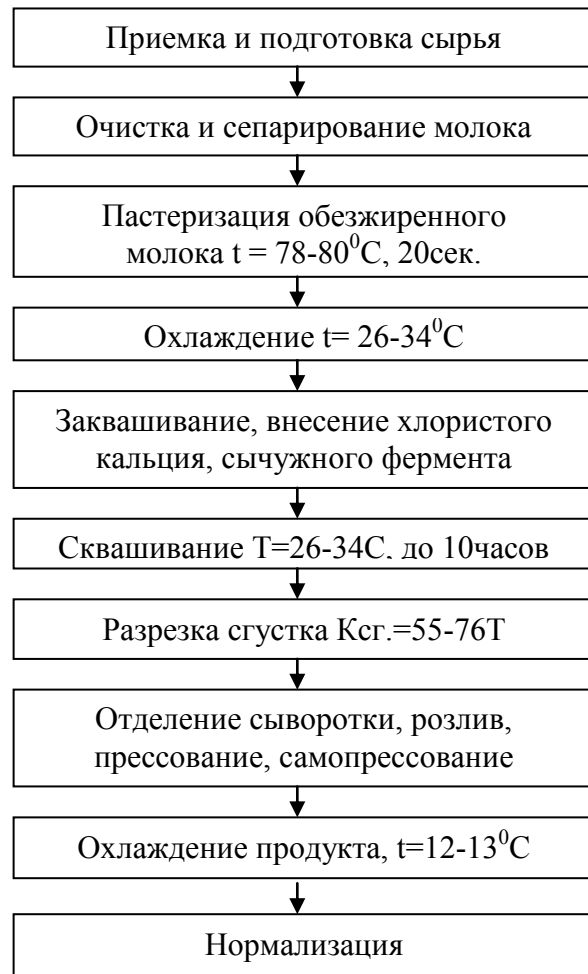 Приемка и подготовка сырья
Очистка и сепарирование молока
Пастеризация обезжиренного
молока t = 78-80⁰С, 20сек.
Охлаждение t= 26-34⁰С
Заквашивание, внесение хлористого
кальция, сычужного фермента
Сквашивание Т=26-34С, до 10часов
Разрезка сгустка Ксг.=55-76Т
Отделение сыворотки, розлив,
прессование, самопрессование
Охлаждение продукта, t=12-13⁰С
Нормализация